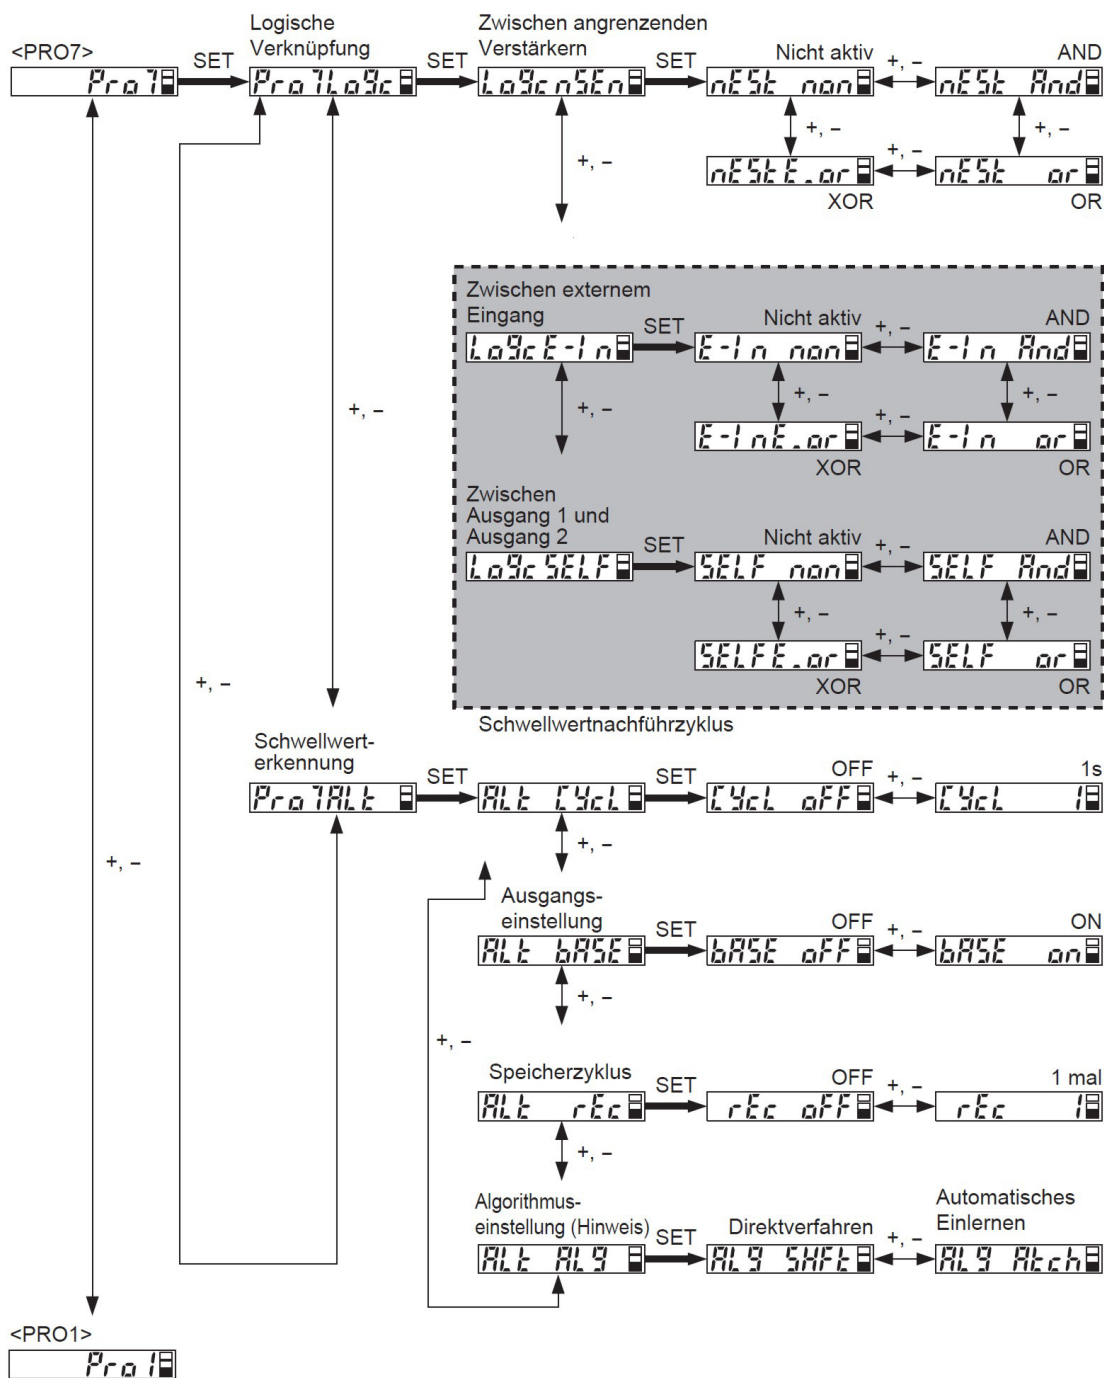 <PRO7>
Pro7
SET
Logische
Verknüpfung
Pro7Logc
SET
Zwischen angrenzenden
Verstärkern
LogcnSEn
SET
Nicht aktiv
nESt non
+, −
AND
nESt And
+, −
+, −
+, −
nEStE.or
XOR
+, −
nESt or
OR
Zwischen externem
Eingang
LogcE-In
SET
Nicht aktiv
E-In non
+, −
AND
E-In And
+, −
+, −
+, −
+, −
E-InE.or
XOR
+, −
E-In or
OR
Zwischen
Ausgang 1 und
Ausgang 2
LogcSELF
SET
Nicht aktiv
SELF non
+, −
AND
SELF And
+, −
+, −
SELFE.or
XOR
+, −
SELF or
OR
+, −
Schwellwertnachführzyklus
Schwellwert-
erkennung
Pro7ALt
SET
ALt CYcL
SET
OFF
CYcL oFF
+, −
1s
CYcL 1
+, −
+, −
Ausgangs-
einstellung
ALt bASE
SET
OFF
bASE oFF
+, −
ON
bASE on
+, −
+, −
Speicherzyklus
ALt rEc
SET
OFF
rEc oFF
+, −
1 mal
rEc 1
+, −
Algorithmus-
einstellung (Hinweis)
ALt ALg
SET
Direktverfahren
ALg SHFt
+, −
Automatisches
Einlernen
ALg Atch
<PRO1>
Pro1